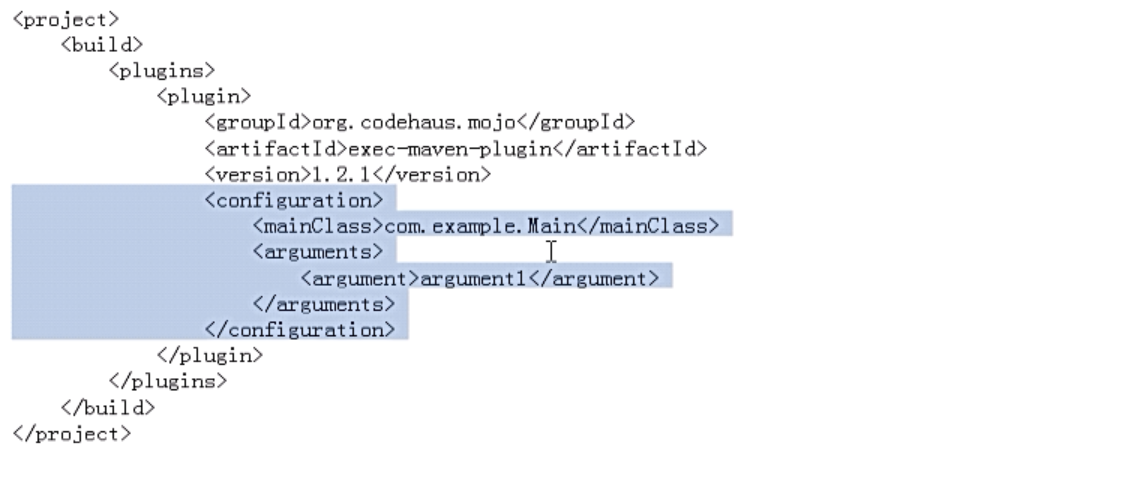 <project>
    <build>
        <plugins>
            <plugin>
                <groupId>org.codehaus.mojo</groupId>
                <artifactId>exec-maven-plugin</artifactId>
                <version>1.2.1</version>
                <configuration>
                    <mainClass>com.example.Main</mainClass>
                    <arguments>
                        <argument>argument1</argument>
                    </arguments>
                </configuration>
            </plugin>
        </plugins>
    </build>
</project>